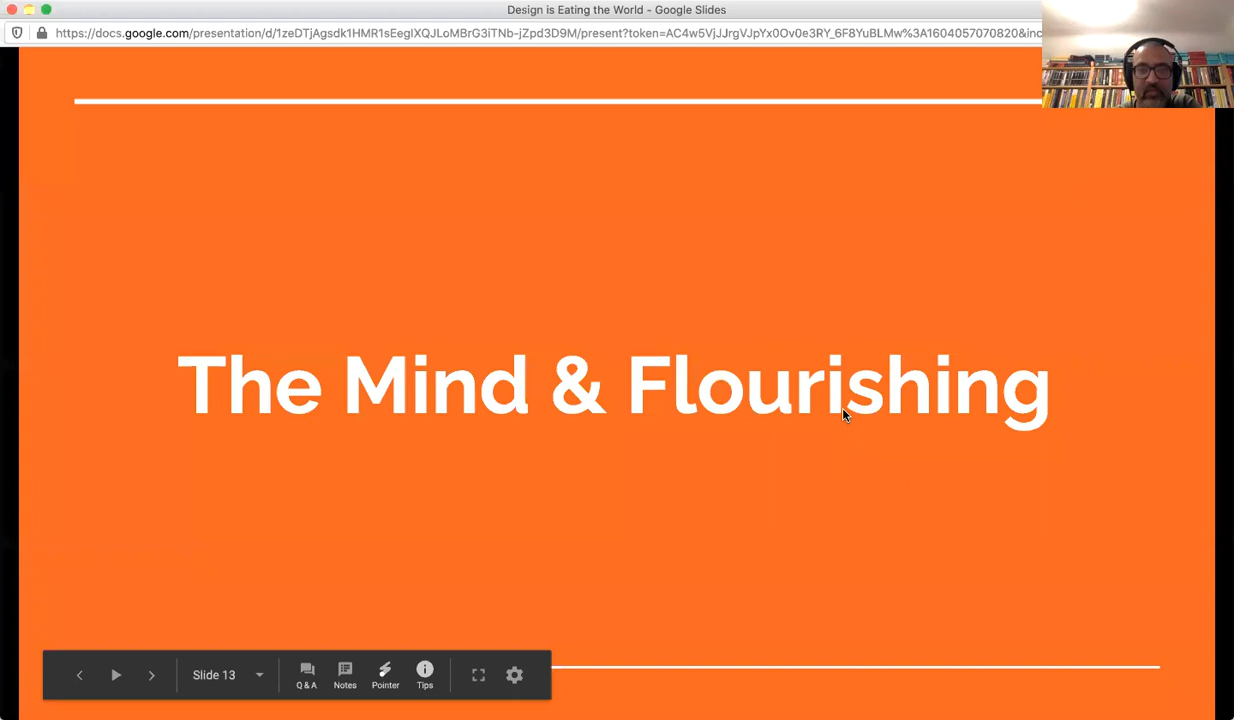 Design is Eating the World - Google Slides
https://docs.google.com/presentation/d/1zeDTjAgsdk1HMR1sEegIXQJLoMBrG3iTNb-jZpd3D9M/present?token=AC4w5VjJJrgVJpYx0Ov0e3RY_6F8YuBLMw%3A1604057070820&inc
The Mind & Flourishing
Slide 13
Q & A Notes Pointer Tips